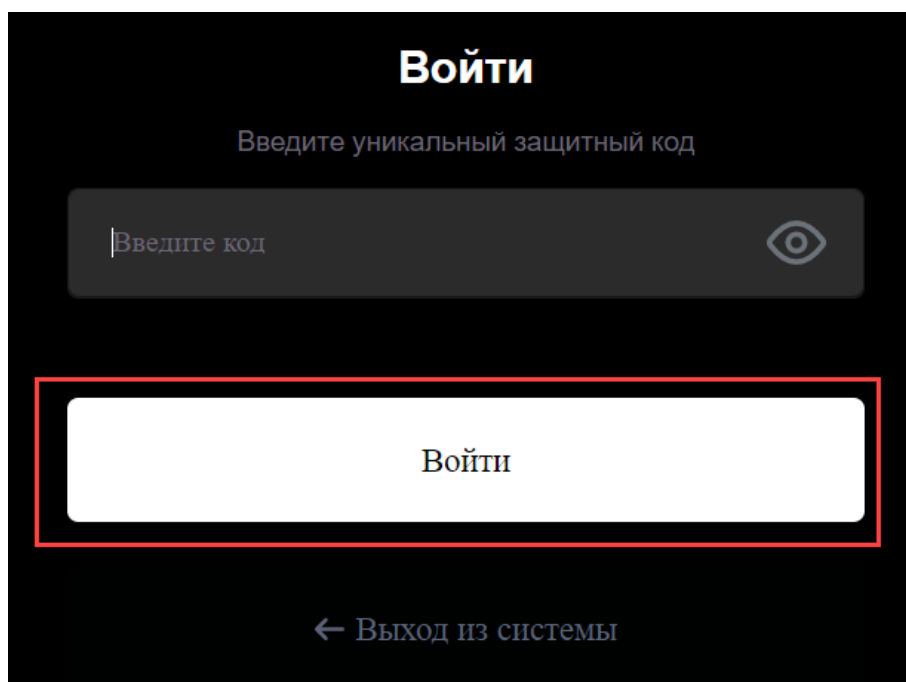 Войти
Введите уникальный защитный код
Введите код
Войти
← Выход из системы